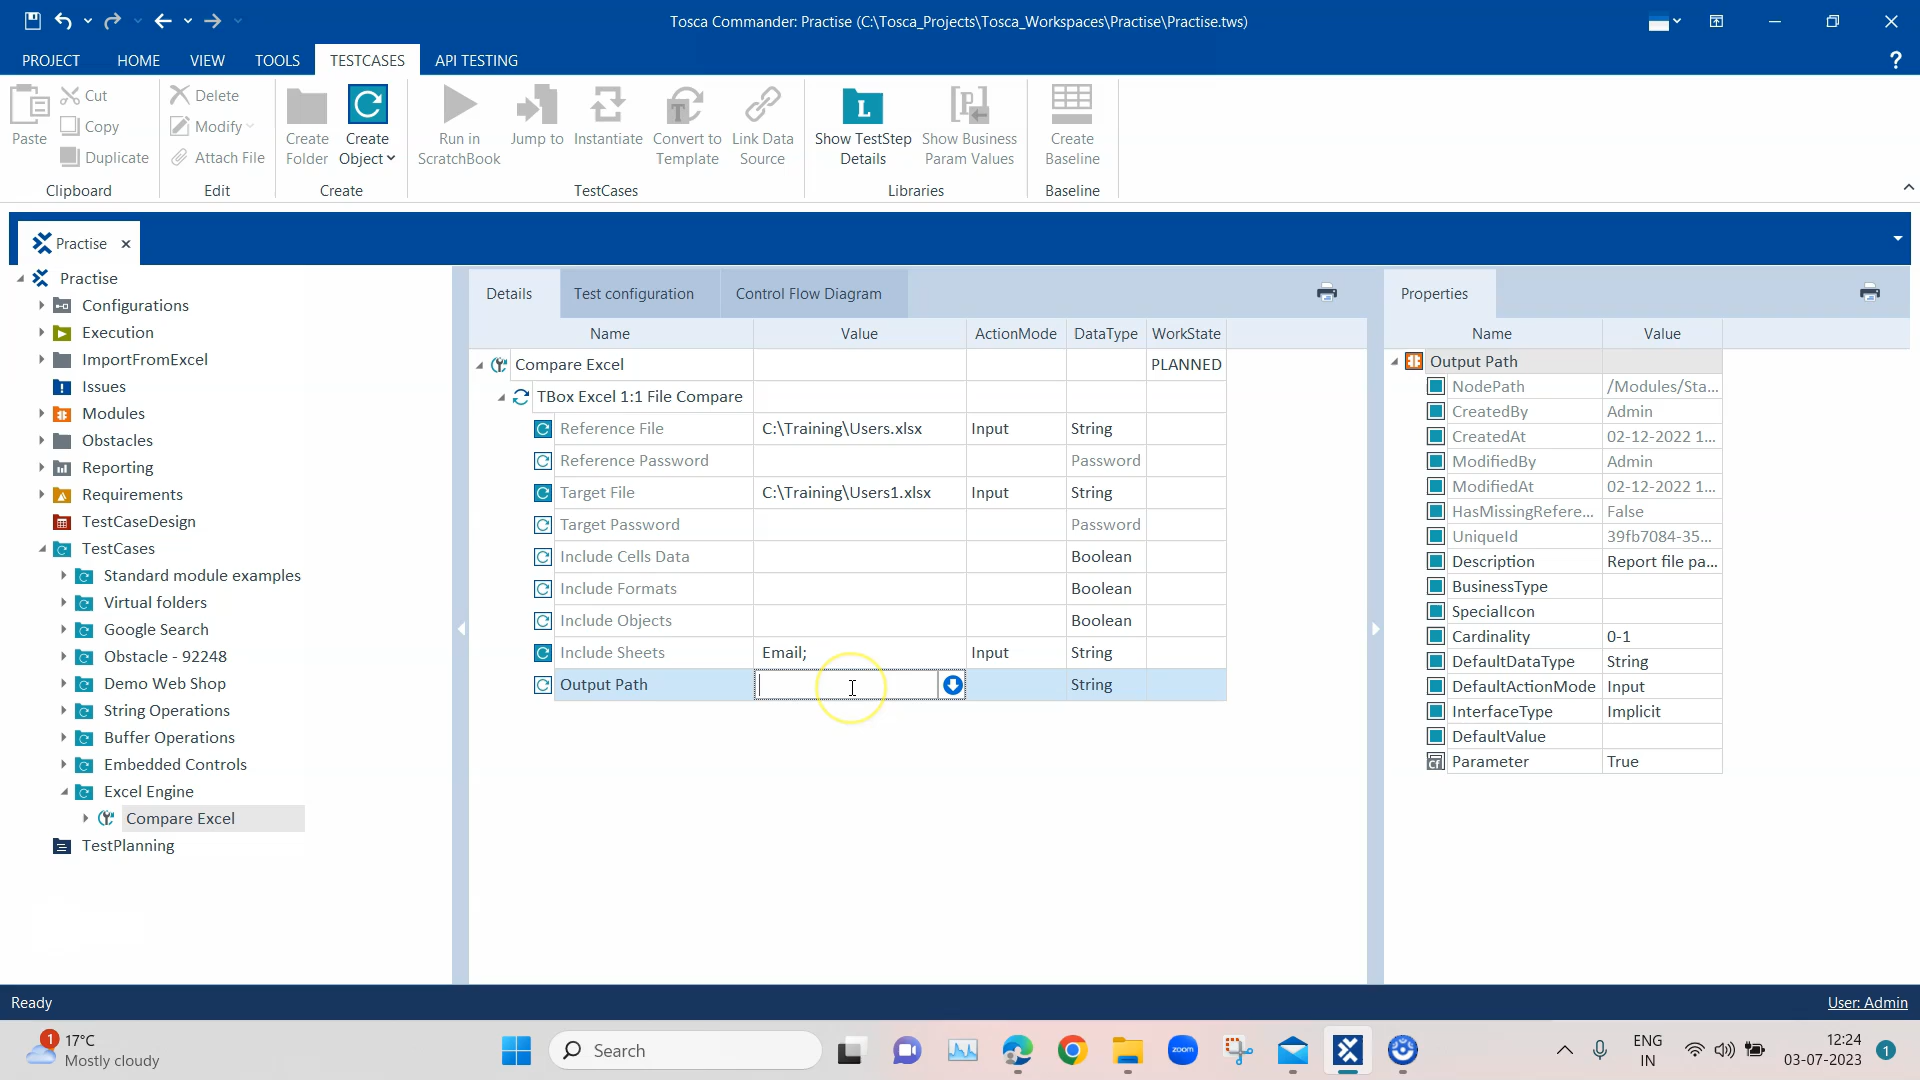 Tosca Commander: Practise (C:\Tosca_Projects\Tosca_Workspaces\Practise\Practise.tws)
PROJECT HOME VIEW TOOLS TESTCASES API TESTING ?
Paste
Cut
Copy
Duplicate
Clipboard
Delete
Modify
Attach File
Edit
Create Folder
Create Object
Create
Run in ScratchBook
Jump to
Instantiate
Convert to Template
Link Data Source
TestCases
L
Show TestStep Details
Show Business Param Values
Libraries
Create Baseline
Baseline
Practise
Practise
Configurations
Execution
ImportFromExcel
Issues
Modules
Obstacles
Reporting
Requirements
TestCaseDesign
TestCases
Standard module examples
Virtual folders
Google Search
Obstacle - 92248
Demo Web Shop
String Operations
Buffer Operations
Embedded Controls
Excel Engine
Compare Excel
TestPlanning
Details Test configuration Control Flow Diagram
Name Value ActionMode DataType WorkState
Compare Excel PLANNED
TBox Excel 1:1 File Compare
Reference File C:\Training\Users.xlsx Input String
Reference Password Password
Target File C:\Training\Users1.xlsx Input String
Target Password Password
Include Cells Data Boolean
Include Formats Boolean
Include Objects Boolean
Include Sheets Email; Input String
Output Path String
Properties
Name Value
Output Path
NodePath /Modules/Sta...
CreatedBy Admin
CreatedAt 02-12-2022 1...
ModifiedBy Admin
ModifiedAt 02-12-2022 1...
HasMissingRefere... False
UniqueId 39fb7084-35...
Description Report file pa...
BusinessType
SpecialIcon
Cardinality 0-1
DefaultDataType String
DefaultActionMode Input
InterfaceType Implicit
DefaultValue
Parameter True
Ready
User: Admin
1
17°C
Mostly cloudy
Search
zoom
ENG
IN
12:24
03-07-2023
1